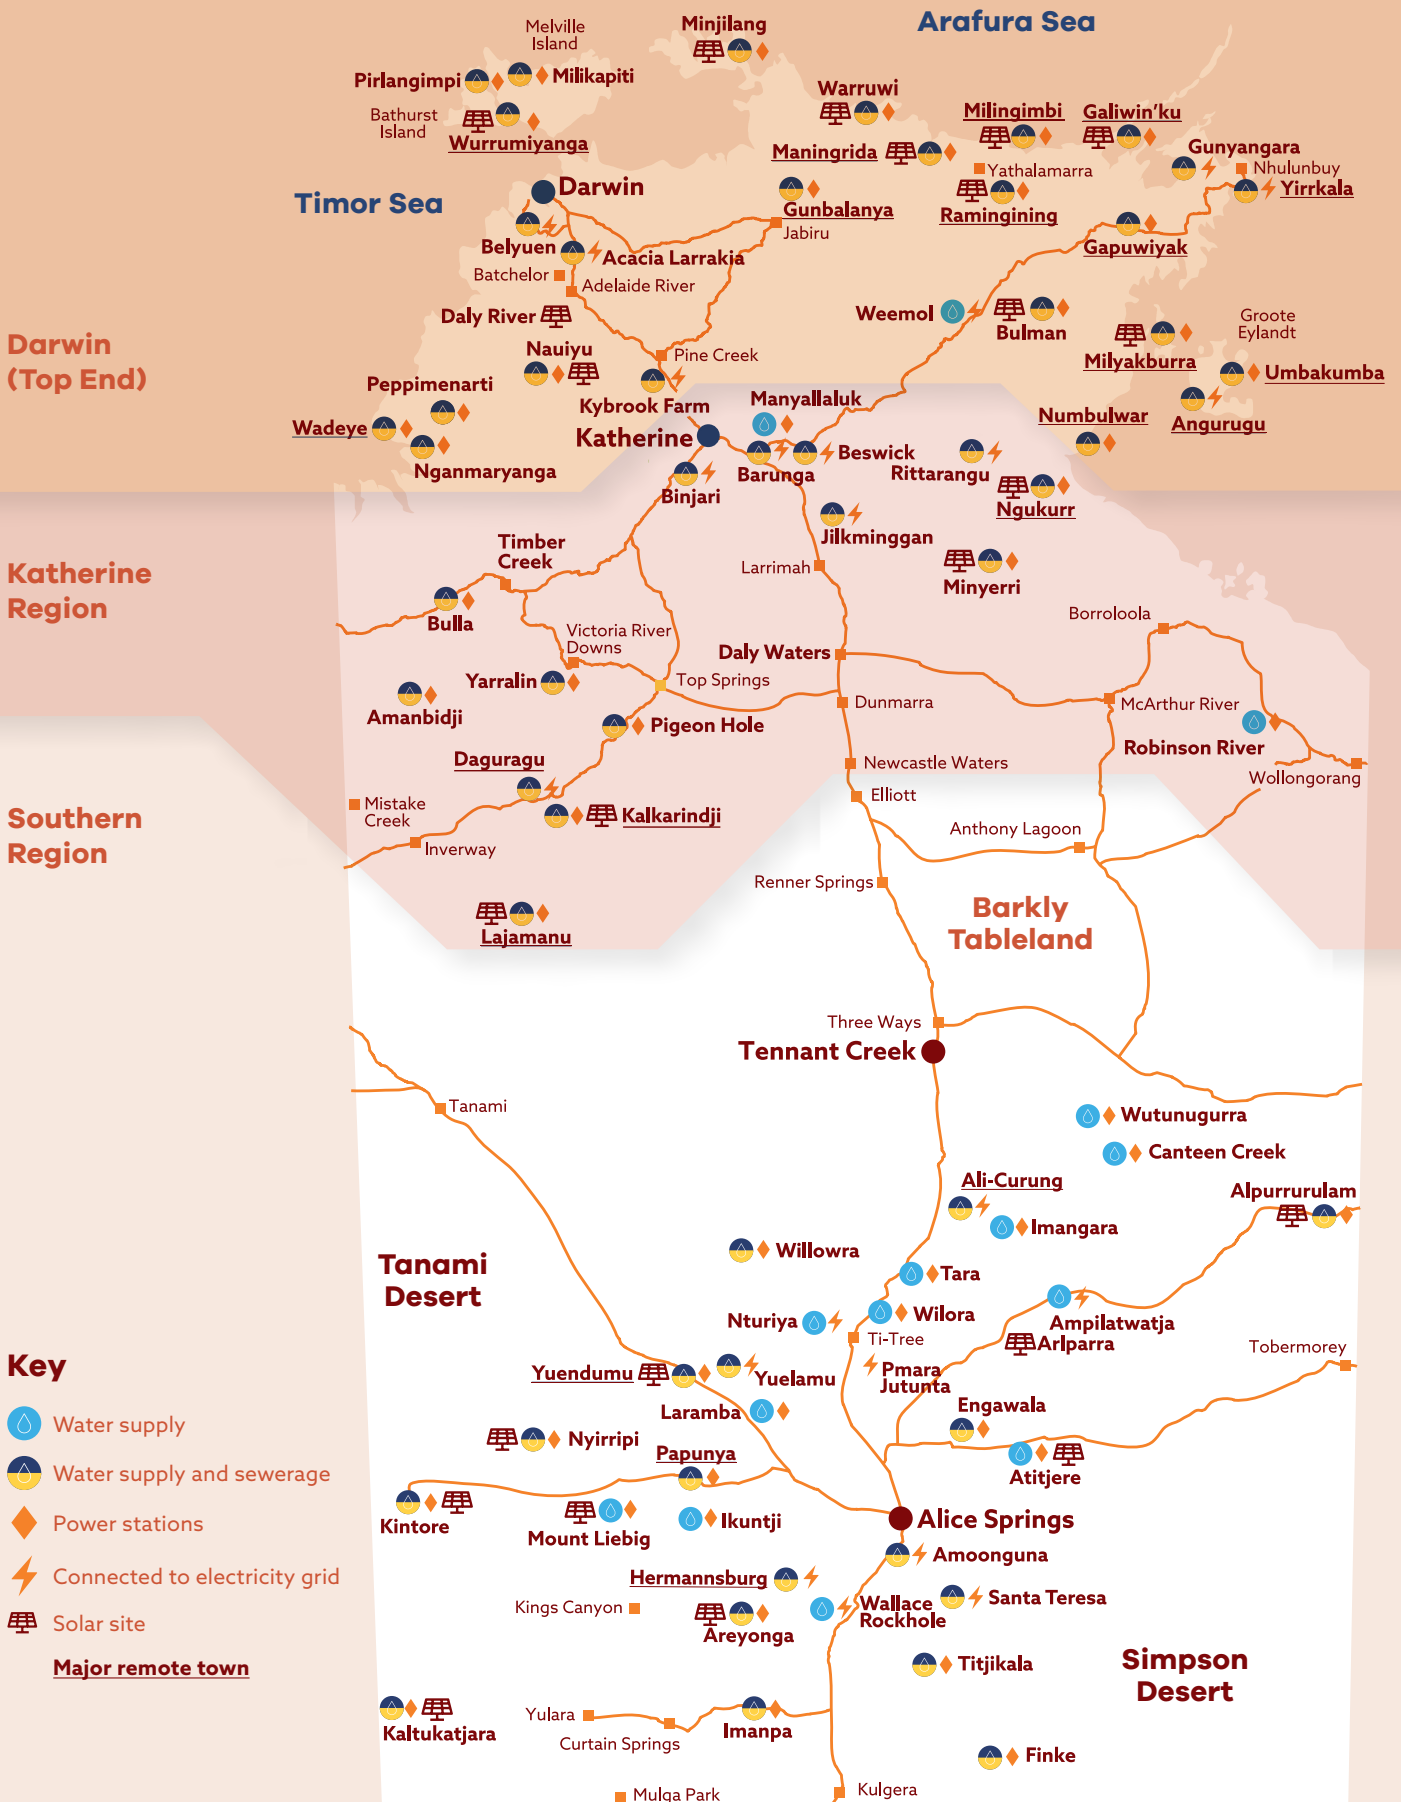 Arafura Sea
Minjilang
Melville
Island
Pirlangimpi
Milikapiti
Bathurst
Island
Wurrumiyanga
Warruwi
Milingimbi
Galiwin'ku
Maningrida
Yathalamarra
Gunyangara
Nhulunbuy
Yirrkala
Timor Sea
Darwin
Gunbalanya
Jabiru
Ramingining
Gapuwiyak
Belyuen
Acacia Larrakia
Batchelor
Adelaide River
Daly River
Weemol
Bulman
Groote
Eylandt
Milyakburra
Umbakumba
Angurugu
Numbulwar
Darwin
(Top End)
Nauiyu
Pine Creek
Peppimenarti
Kybrook Farm
Manyallaluk
Wadeye
Katherine
Nganmaryanga
Barunga
Beswick
Rittarangu
Binjari
Ngukurr
Jilkminggan
Katherine
Region
Timber
Creek
Larrimah
Minyerri
Bulla
Borroloola
Victoria River
Downs
Daly Waters
Yarralin
Top Springs
Amanbidji
Dunmarra
McArthur River
Pigeon Hole
Robinson River
Daguragu
Newcastle Waters
Wollongorang
Southern
Region
Mistake
Creek
Kalkarindji
Elliott
Inverway
Anthony Lagoon
Renner Springs
Barkly
Tableland
Lajamanu
Three Ways
Tennant Creek
Tanami
Wutunugurra
Canteen Creek
Ali-Curung
Alpurrurulam
Imangara
Willowra
Tanami
Desert
Tara
Nturiya
Wilora
Ti-Tree
Ampilatwatja
Arlparra
Tobermorey
Yuendumu
Yuelamu
Pmara
Jutunta
Laramba
Engawala
Nyirripi
Papunya
Atitjere
Kintore
Mount Liebig
Ikuntji
Alice Springs
Amoonguna
Hermannsburg
Santa Teresa
Wallace
Rockhole
Kings Canyon
Areyonga
Titjikala
Simpson
Desert
Kaltukatjara
Yulara
Curtain Springs
Imanpa
Finke
Mulga Park
Kulgera
Key
Water supply
Water supply and sewerage
Power stations
Connected to electricity grid
Solar site
Major remote town